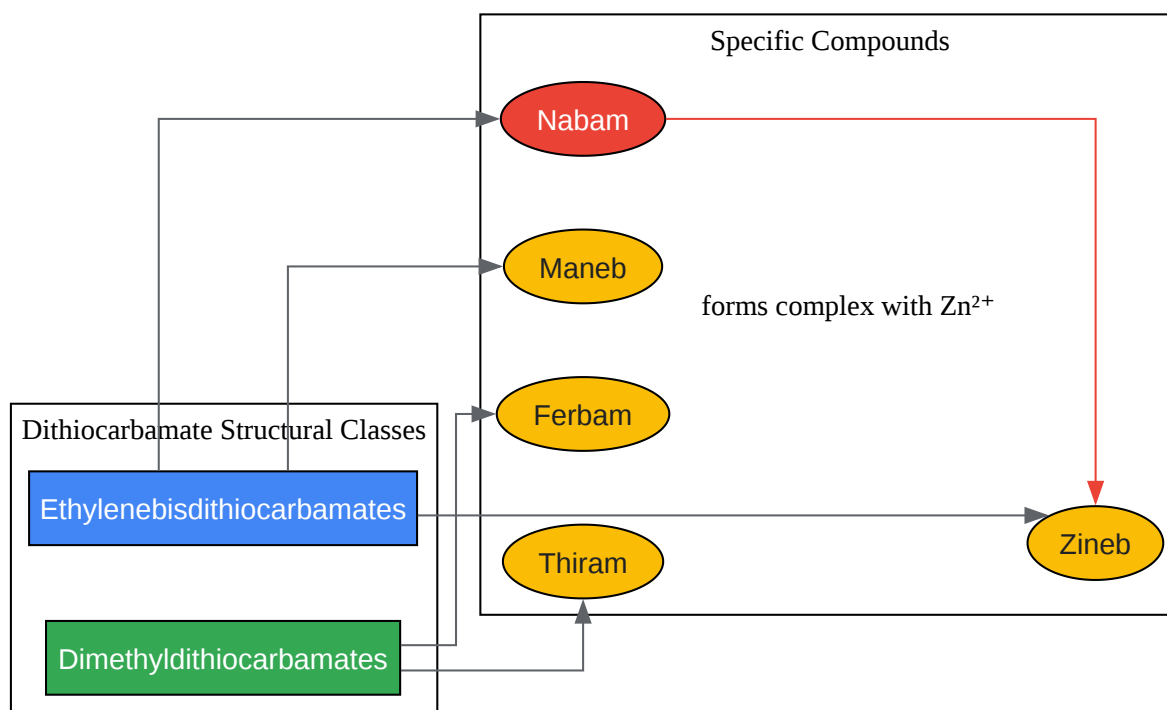 Specific Compounds
Nabam
Maneb
forms complex with Zn²⁺
Ferbam
Dithiocarbamate Structural Classes
Ethylenebisdithiocarbamates
Zineb
Thiram
Dimethyldithiocarbamates